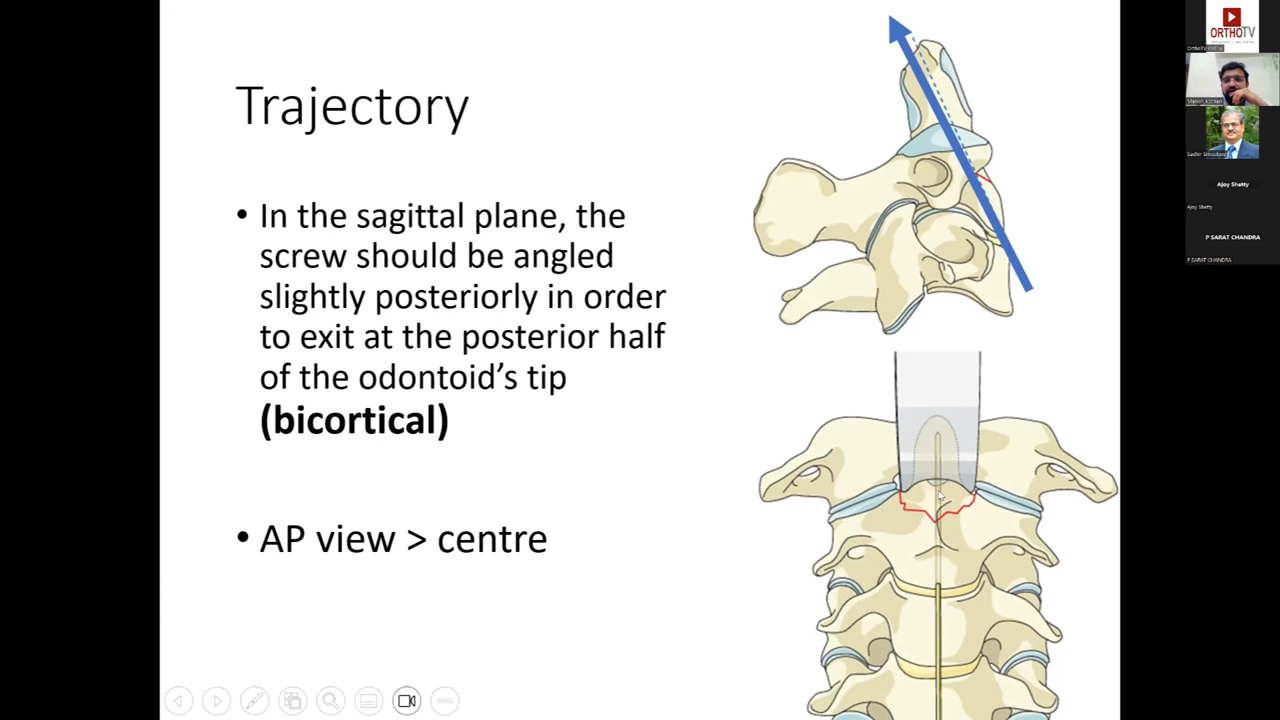 Trajectory
• In the sagittal plane, the
screw should be angled
slightly posteriorly in order
to exit at the posterior half
of the odontoid’s tip
(bicortical)
• AP view > centre
ORTHOTV
Ajoy Shetty
Ajoy Shetty
P SARAT CHANDRA
P SARAT CHANDRA